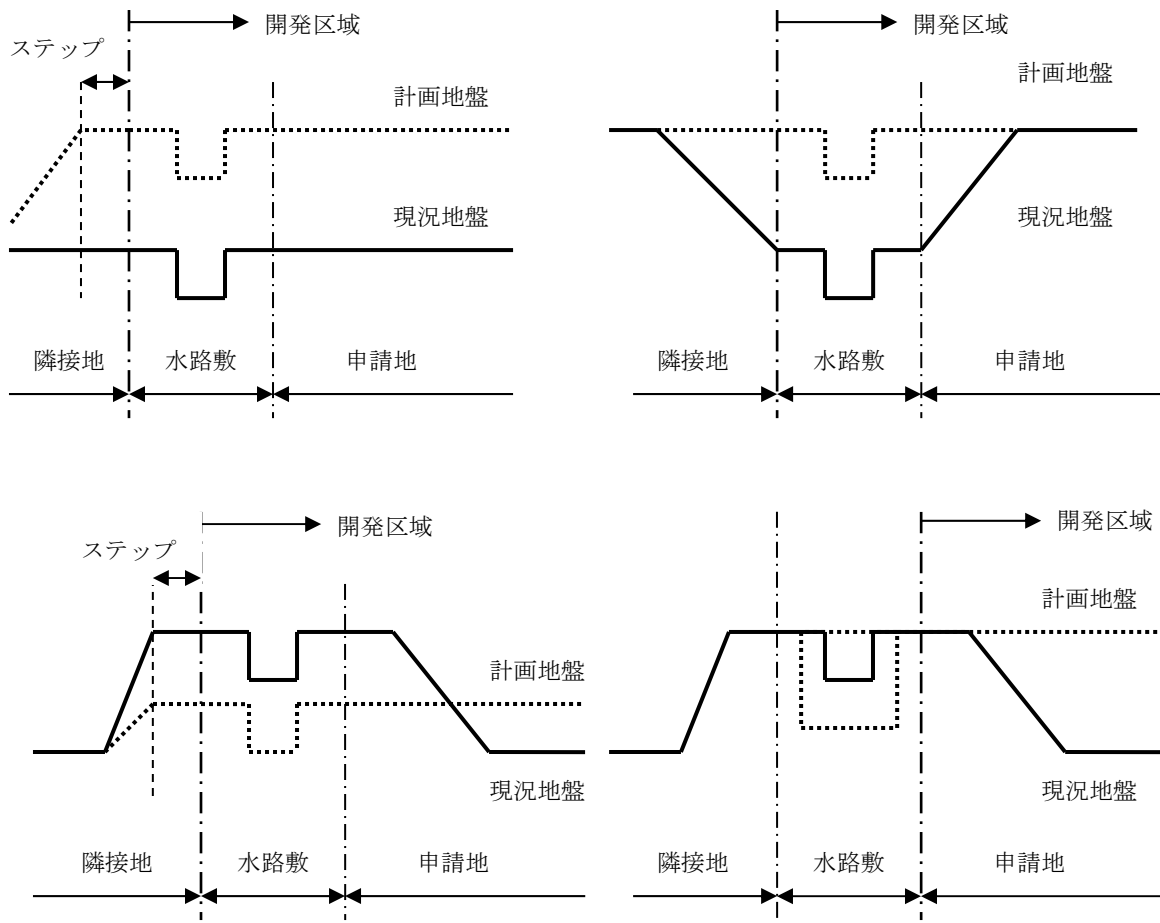 開発区域
ステップ
計画地盤
現況地盤
隣接地
水路敷
申請地
開発区域
計画地盤
現況地盤
隣接地
水路敷
申請地
開発区域
ステップ
計画地盤
現況地盤
隣接地
水路敷
申請地
開発区域
計画地盤
現況地盤
隣接地
水路敷
申請地